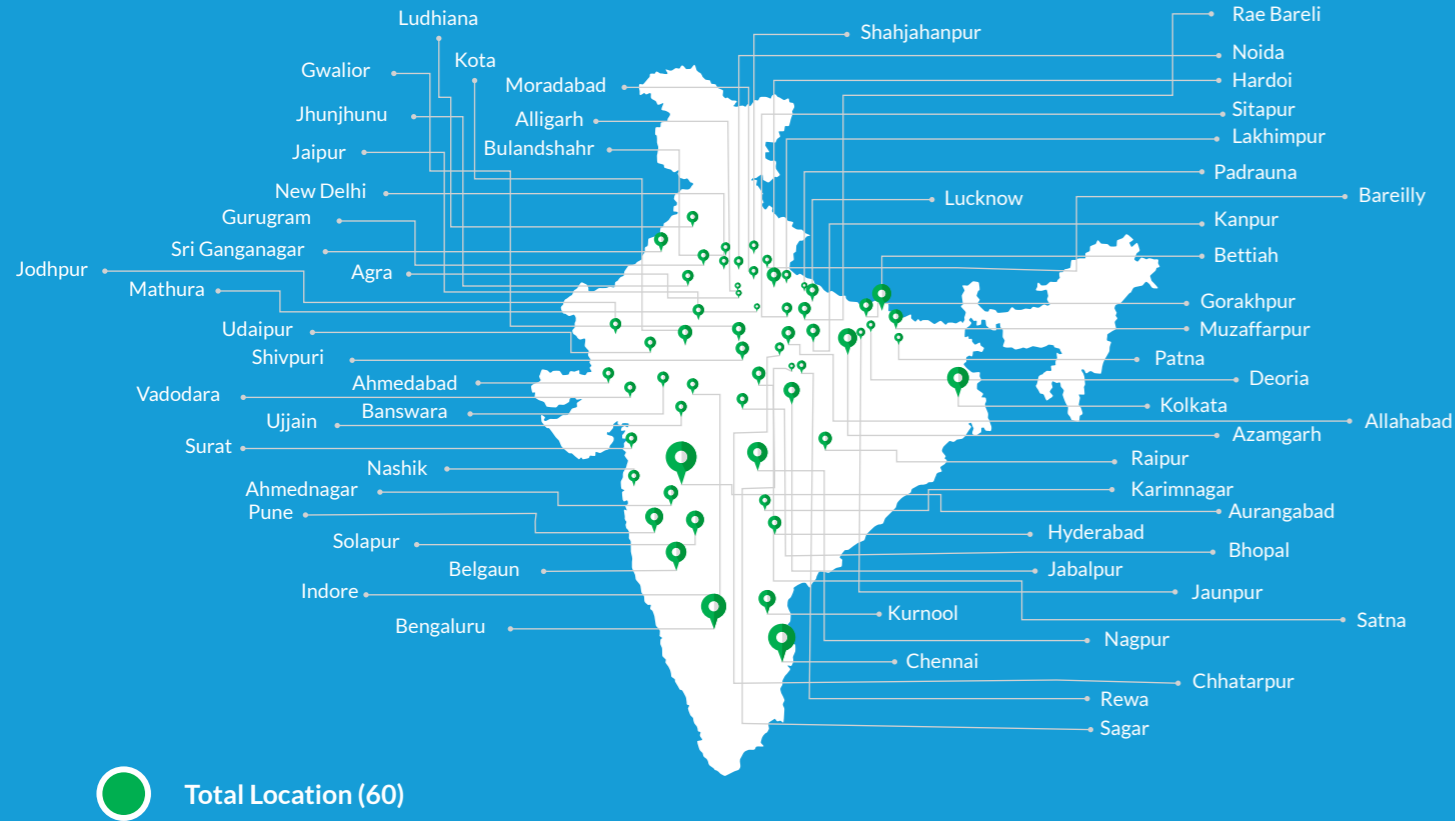 Ludhiana
Kota
Gwalior
Moradabad
Jhunjhunu
Alligarh
Jaipur
Bulandshahr
New Delhi
Gurugram
Sri Ganganagar
Jodhpur
Agra
Mathura
Udaipur
Shivpuri
Ahmedabad
Vadodara
Banswara
Ujjain
Surat
Nashik
Ahmednagar
Pune
Solapur
Belgaun
Indore
Bengaluru
Rae Bareli
Shahjahanpur
Noida
Hardoi
Sitapur
Lakhimpur
Padrauna
Bareilly
Lucknow
Kanpur
Bettiah
Gorakhpur
Muzaffarpur
Patna
Deoria
Kolkata
Allahabad
Azamgarh
Raipur
Karimnagar
Aurangabad
Hyderabad
Bhopal
Jabalpur
Jaunpur
Kurnool
Satna
Nagpur
Chennai
Chhatarpur
Rewa
Sagar
Total Location (60)